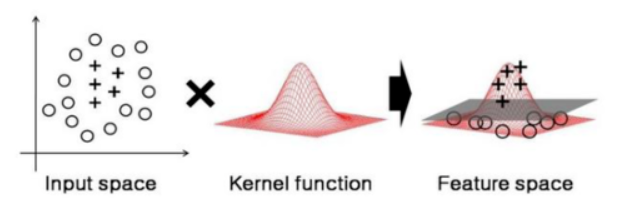 Input space
Kernel function
Feature space